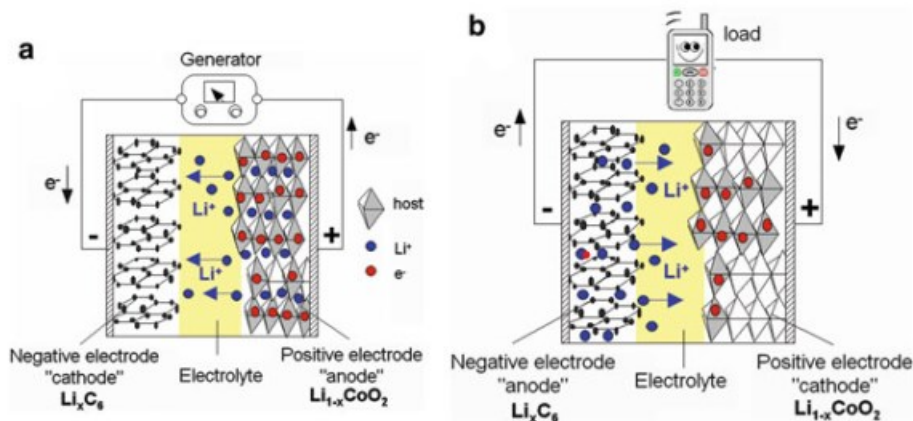 a
Generator
e-
e-
-
+
Li+
Li+
host
Li+
e-
Negative electrode
"cathode"
LixC6
Electrolyte
Positive electrode
"anode"
Li1-xCoO2
b
load
e-
e-
-
+
Li+
Li+
Negative electrode
"anode"
LixC6
Electrolyte
Positive electrode
"cathode"
Li1-xCoO2